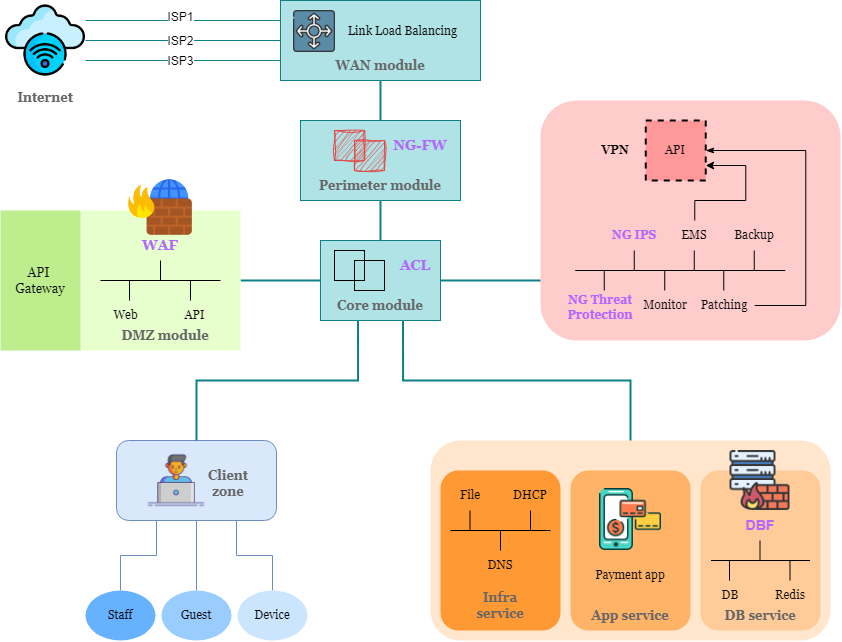 ISP1
ISP2
ISP3
Internet
Link Load Balancing
WAN module
NG-FW
Perimeter module
ACL
Core module
WAF
API
Gateway
Web
API
DMZ module
VPN
API
NG IPS
EMS
Backup
NG Threat
Protection
Monitor
Patching
Client
zone
Staff
Guest
Device
File
DHCP
DNS
Infra
service
Payment app
App service
DBF
DB
Redis
DB service